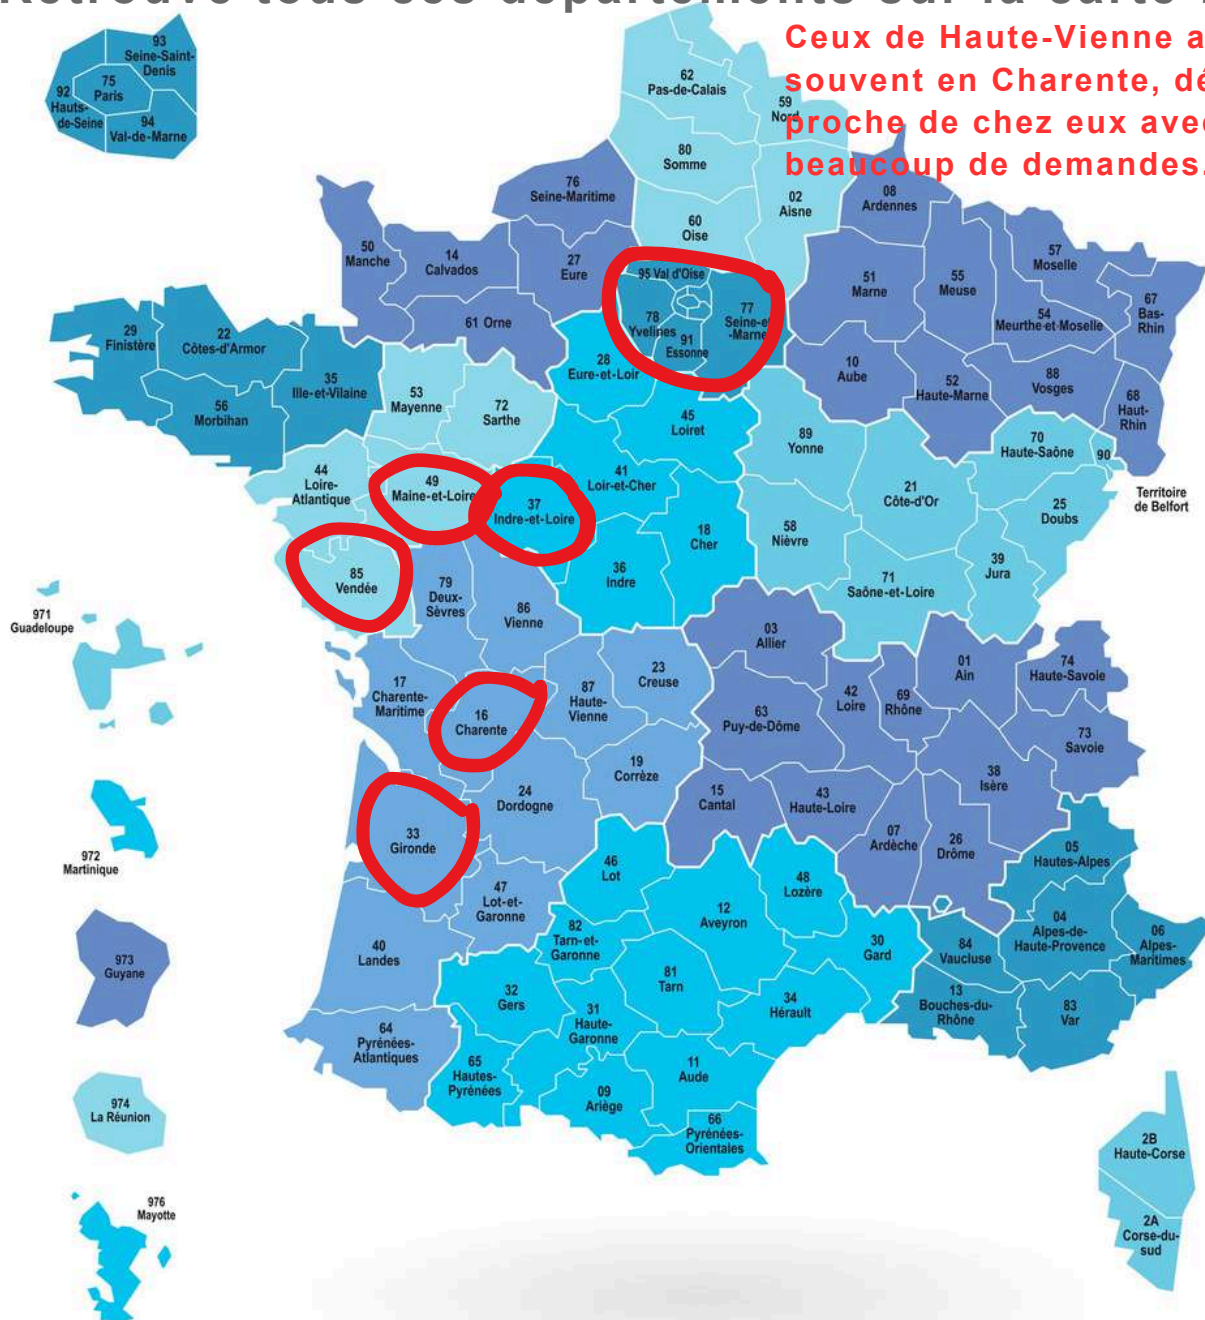 Retrouve tous ces départements sur la carte
Ceux de Haute-Vienne
souvent en Charente,
proche de chez eux
beaucoup de demandes.
93
Seine-Saint-
Denis
75
Paris
92
Hauts-
de-Seine
94
Val-de-Marne
62
Pas-de-Calais
59
Nord
80
Somme
76
Seine-Maritime
02
Aisne
08
Ardennes
60
Oise
50
Manche
14
Calvados
27
Eure
95 Val d'Oise
51
Marne
55
Meuse
57
Moselle
67
Bas-
Rhin
78
Yvelines
77
Seine-et
-Marne
91
Essonne
54
Meurthe-et-Moselle
61 Orne
29
Finistère
22
Côtes-d'Armor
35
Ille-et-Vilaine
56
Morbihan
28
Eure-et-Loir
10
Aube
52
Haute-Marne
88
Vosges
68
Haut-
Rhin
53
Mayenne
72
Sarthe
45
Loiret
89
Yonne
70
Haute-Saône
90
Territoire
de Belfort
44
Loire-
Atlantique
49
Maine-et-Loire
37
Indre-et-Loire
41
Loir-et-Cher
21
Côte-d'Or
25
Doubs
18
Cher
58
Nièvre
39
Jura
85
Vendée
79
Deux-
Sèvres
86
Vienne
36
Indre
71
Saône-et-Loire
971
Guadeloupe
03
Allier
01
Ain
74
Haute-Savoie
17
Charente-
Maritime
16
Charente
87
Haute-
Vienne
23
Creuse
63
Puy-de-Dôme
42
Loire
69
Rhône
73
Savoie
19
Corrèze
38
Isère
24
Dordogne
15
Cantal
43
Haute-Loire
07
Ardèche
26
Drôme
05
Hautes-Alpes
33
Gironde
972
Martinique
47
Lot-et-
Garonne
46
Lot
48
Lozère
12
Aveyron
04
Alpes-de-
Haute-Provence
06
Alpes-
Maritimes
973
Guyane
40
Landes
82
Tarn-et-
Garonne
30
Gard
84
Vaucluse
32
Gers
81
Tarn
34
Hérault
13
Bouches-du-
Rhône
83
Var
31
Haute-
Garonne
64
Pyrénées-
Atlantiques
65
Hautes-
Pyrénées
11
Aude
09
Ariège
66
Pyrénées-
Orientales
974
La Réunion
2B
Haute-Corse
2A
Corse-du-
sud
976
Mayotte